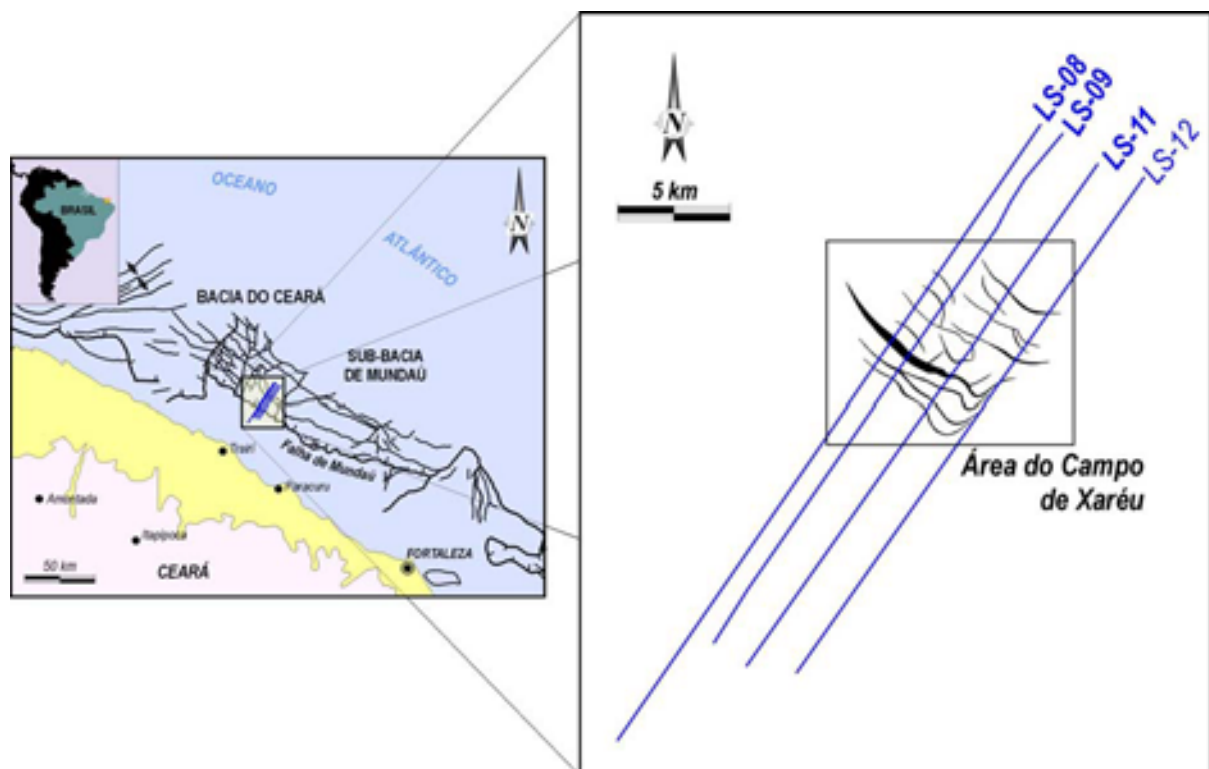 BRASIL
OCEANO
ATLÂNTICO
N
BACIA DO CEARÁ
SUB-BACIA
DE MUNDAÚ
Falha de Mundaú
Trairí
Paracuru
Amontada
Itapipoca
FORTALEZA
CEARÁ
50 km
N
5 km
LS-08
LS-09
LS-11
LS-12
Área do Campo
de Xaréu